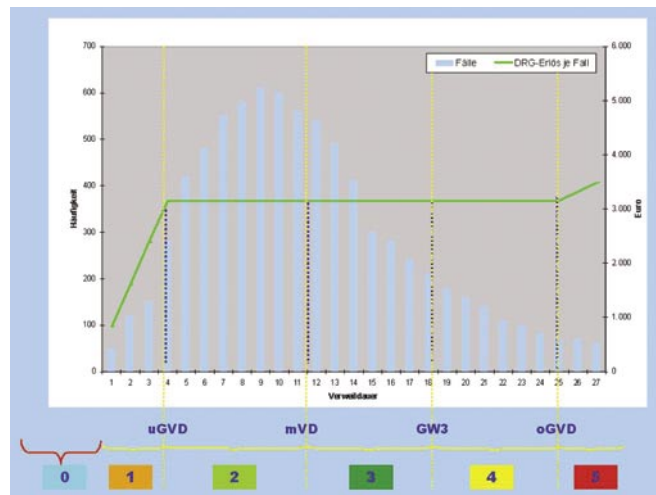 700
600
500
400
300
200
100
0
Häufigkeit
Fälle
DRG-Erlös je Fall
6.000
5.000
4.000
3.000
2.000
1.000
0
Euro
1 2 3 4 5 6 7 8 9 10 11 12 13 14 15 16 17 18 19 20 21 22 23 24 25 26 27
Verweildauer
uGVD mVD GW3 oGVD
0 1 2 3 4 5